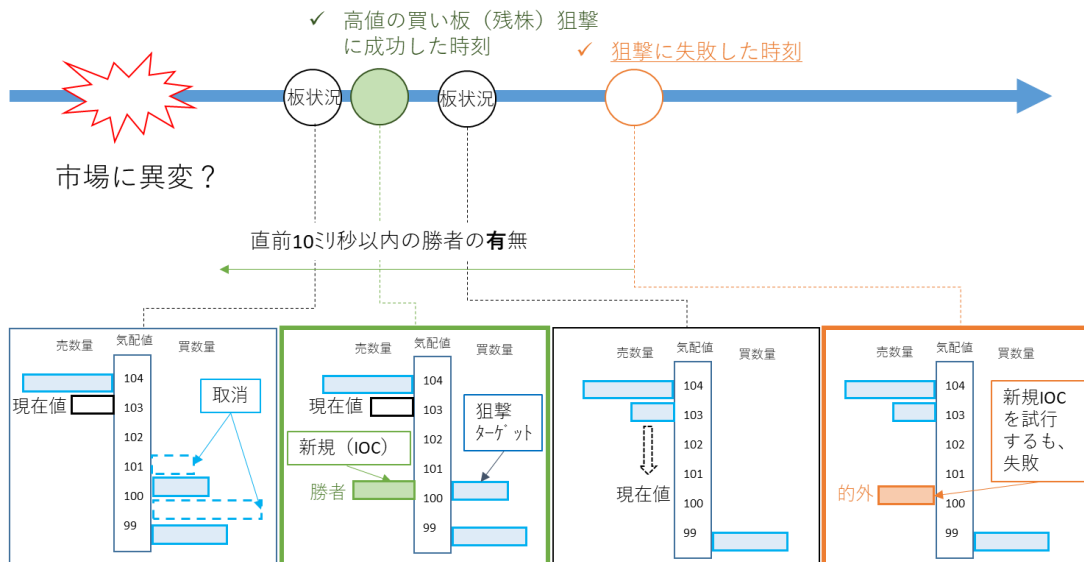 ✓ 高値の買い板（残株）狙撃
に成功した時刻
✓ 狙撃に失敗した時刻
板状況
板状況
市場に異変？
直前10ﾐﾘ秒以内の勝者の有無
売数量 気配値 買数量
104
現在値 103
取消
102
101
100
99
売数量 気配値 買数量
104
現在値 103
狙撃
ﾀｰｹﾞｯﾄ
102
新規（IOC）
101
勝者 100
99
売数量 気配値 買数量
104
103
102
101
現在値 100
99
売数量 気配値 買数量
104
103
新規IOC
を試行
するも、
失敗
102
101
的外 100
99